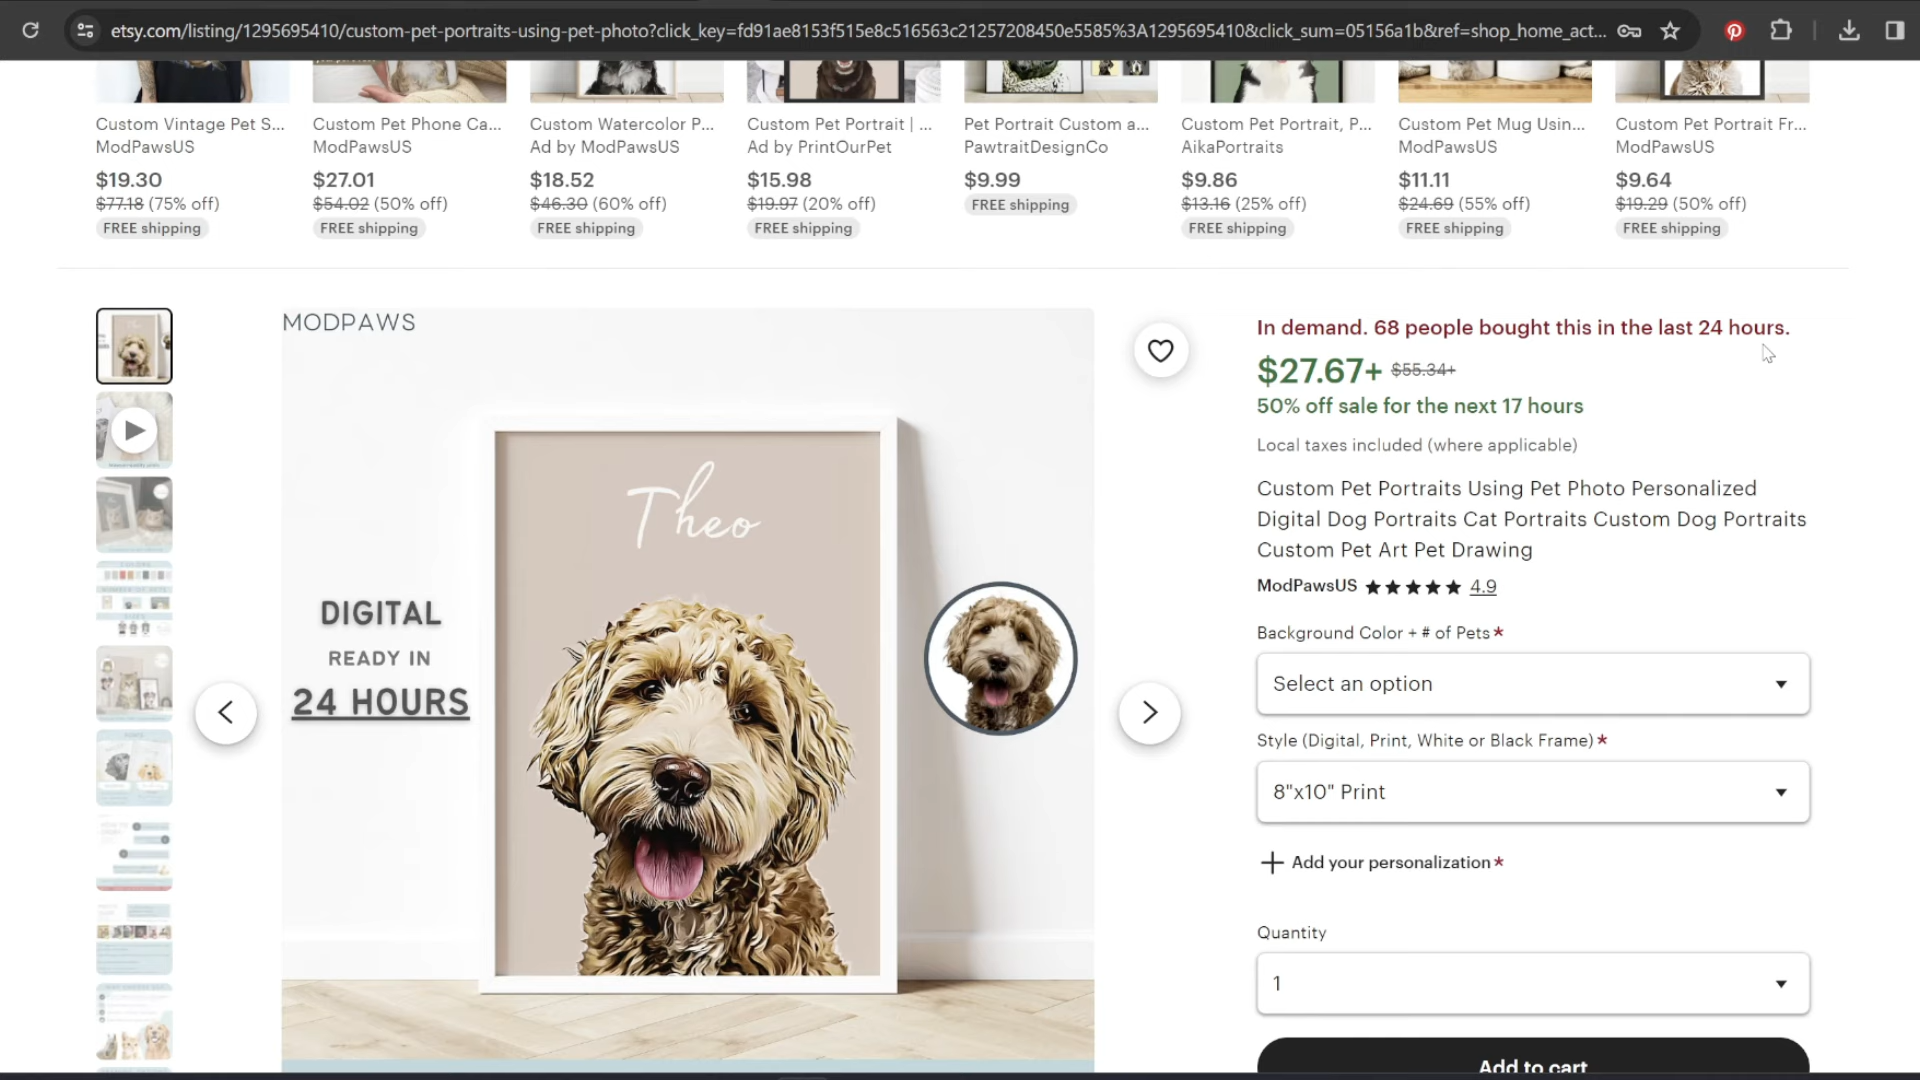 etsy.com/listing/1295695410/custom-pet-portraits-using-pet-photo?click_key=fd91ae8153f515e8c516563c21257208450e5585%3A1295695410&click_sum=05156a1b&ref=shop_home_act...
Custom Vintage Pet S...
ModPawsUS
$19.30
$77.18 (75% off)
FREE shipping
Custom Pet Phone Ca...
ModPawsUS
$27.01
$54.02 (50% off)
FREE shipping
Custom Watercolor P...
Ad by ModPawsUS
$18.52
$46.30 (60% off)
FREE shipping
Custom Pet Portrait | ...
Ad by PrintOurPet
$15.98
$19.97 (20% off)
FREE shipping
Pet Portrait Custom a...
PawtraitDesignCo
$9.99
FREE shipping
Custom Pet Portrait, P...
AikaPortraits
$9.86
$13.16 (25% off)
FREE shipping
Custom Pet Mug Usin...
ModPawsUS
$11.11
$24.69 (55% off)
FREE shipping
Custom Pet Portrait Fr...
ModPawsUS
$9.64
$19.29 (50% off)
FREE shipping
MODPAWS
Theo
DIGITAL
READY IN
24 HOURS
In demand. 68 people bought this in the last 24 hours.
$27.67+ $55.34+
50% off sale for the next 17 hours
Local taxes included (where applicable)
Custom Pet Portraits Using Pet Photo Personalized
Digital Dog Portraits Cat Portraits Custom Dog Portraits
Custom Pet Art Pet Drawing
ModPawsUS ★★★★★ 4.9
Background Color + # of Pets*
Select an option
Style (Digital, Print, White or Black Frame)*
8"x10" Print
+ Add your personalization*
Quantity
1
Add to cart